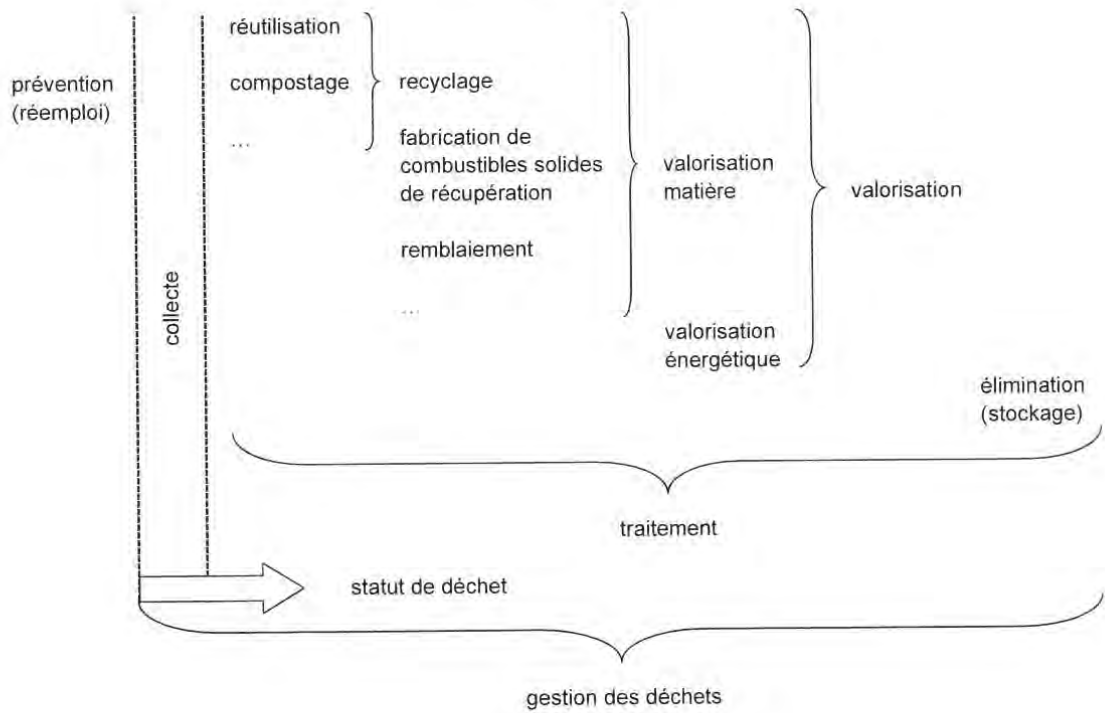 réutilisation
prévention
(réemploi)
compostage
recyclage
...
fabrication de
combustibles solides
de récupération
valorisation
matière
valorisation
remblaiement
collecte
...
valorisation
énergétique
élimination
(stockage)
traitement
statut de déchet
gestion des déchets